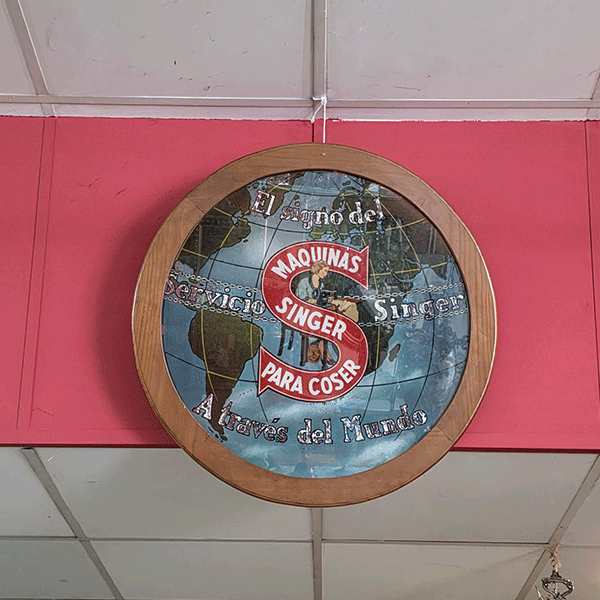 El signo del
MAQUINAS
SINGER
PARA COSER
Servicio Singer
A través del Mundo